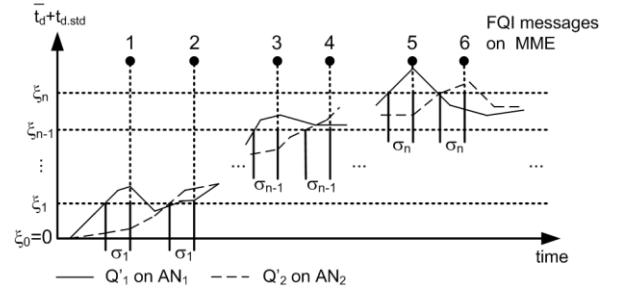 t̅d+td.std
FQI messages
on MME
1 2 3 4 5 6
ξn
ξn-1
...
ξ1
ξ0=0
... ... ...
σ1 σ1 σn-1 σn-1 σn σn
time
Q'1 on AN1 Q'2 on AN2